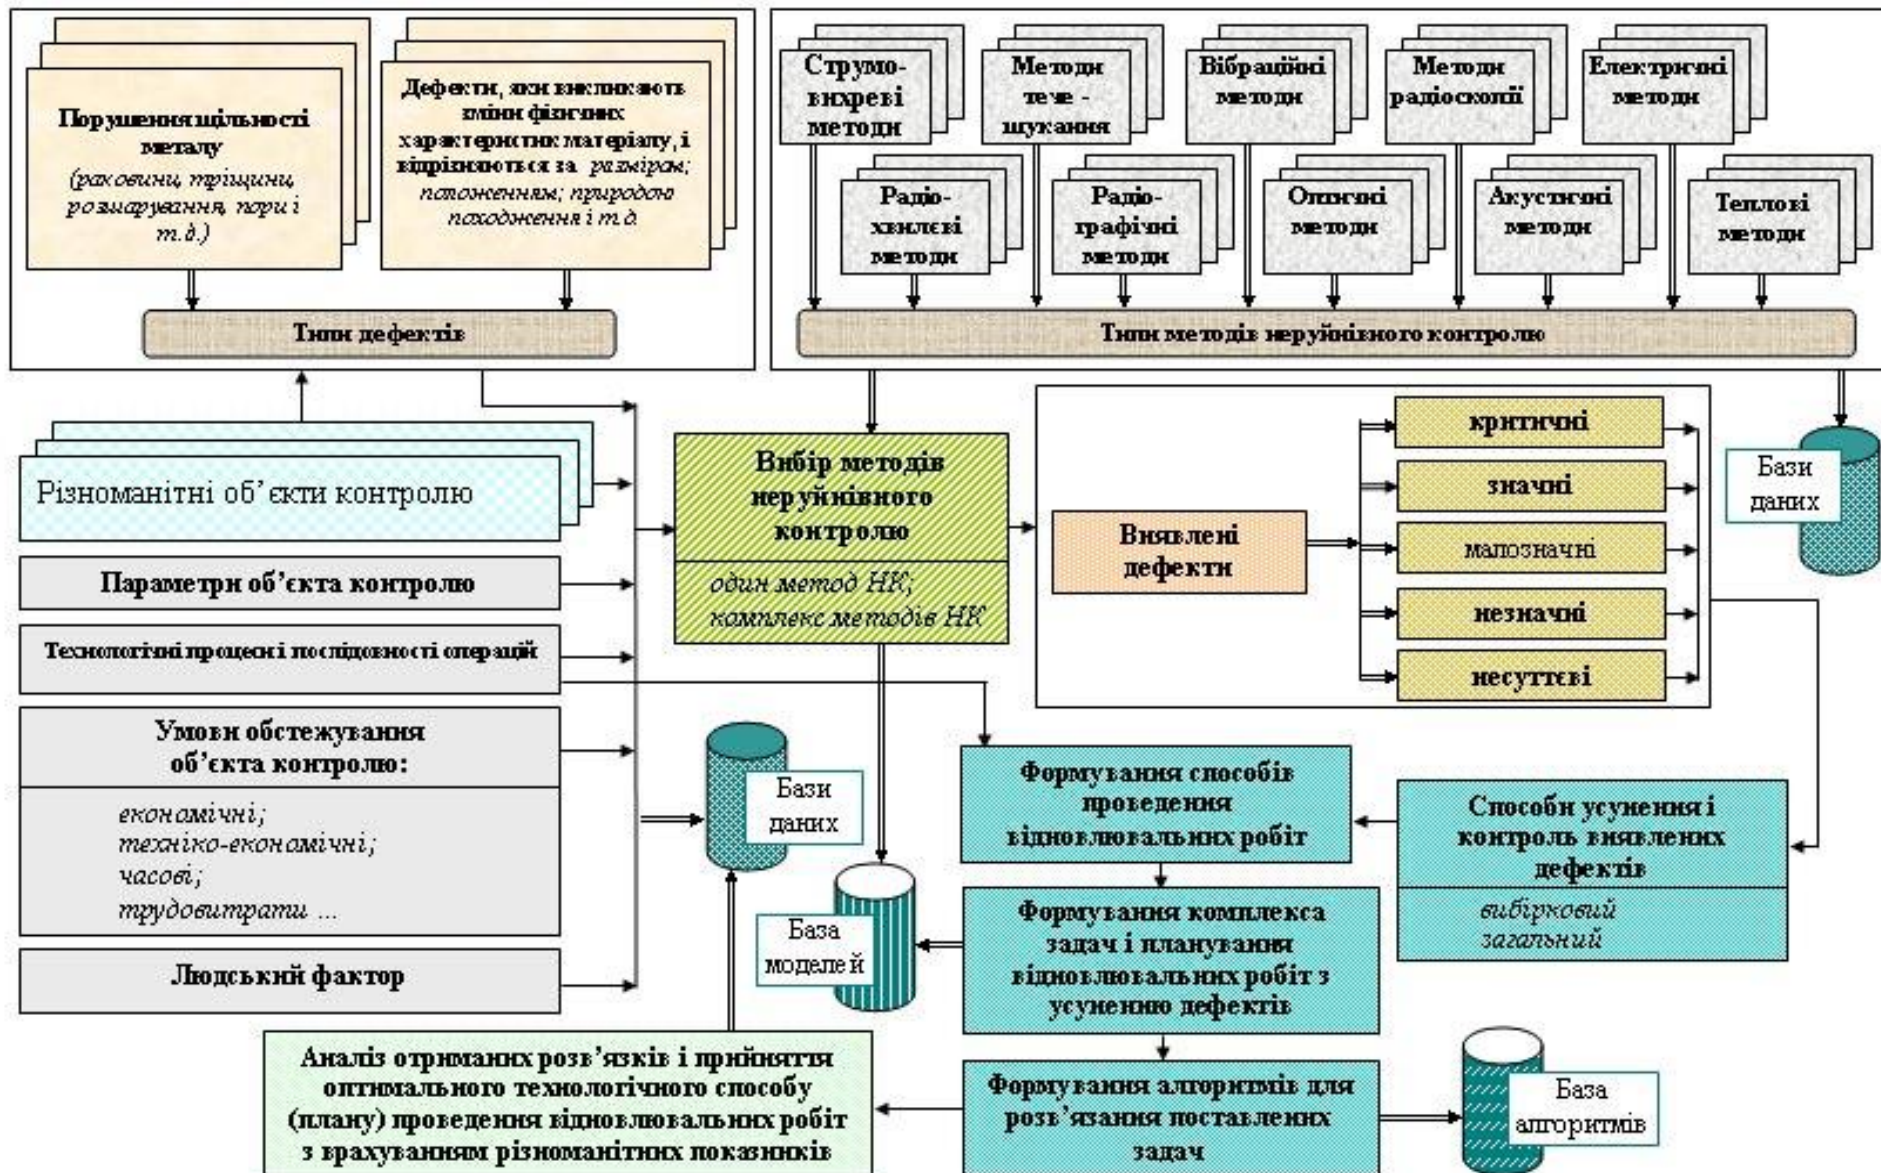 Порушення щільності
металу
(раковини, тріщини,
розшарування, пори і
т.д.)
Дефекти, яки викликають
зміни фізичних
характеристик матеріалу, і
відрізняються за розмірам;
положенням; природою
походження і т.д.
Типи дефектів
Струмо-
вихреві
методи
Методи
тече -
шукання
Вібраційні
методи
Методи
радіоскопії
Електричні
методи
Радіо-
хвилєві
методи
Радіо-
графічні
методи
Оптичні
методи
Акустичні
методи
Теплові
методи
Типи методів неруйнівного контролю
Різноманітні об’єкти контролю
Параметри об’єкта контролю
Технологічні процеси і послідовності операцій
Умови обстежування
об’єкта контролю:
економічні;
техніко-економічні;
часові;
трудовитрати ...
Людський фактор
Вибір методів
неруйнівного
контролю
один метод НК;
комплекс методів НК
Виявлені
дефекти
критичні
значні
малозначні
незначні
несуттєві
Бази
даних
Бази
даних
База
моделей
Формування способів
проведення
відновлювальних робіт
Способи усунення і
контроль виявлених
дефектів
вибірковий
загальний
Формування комплекса
задач і планування
відновлювальних робіт з
усуненню дефектів
Аналіз отриманих розв’язків і прийняття
оптимального технологічного способу
(плану) проведення відновлювальних робіт
з врахуванням різноманітних показників
Формування алгоритмів для
розв’язання поставлених
задач
База
алгоритмів